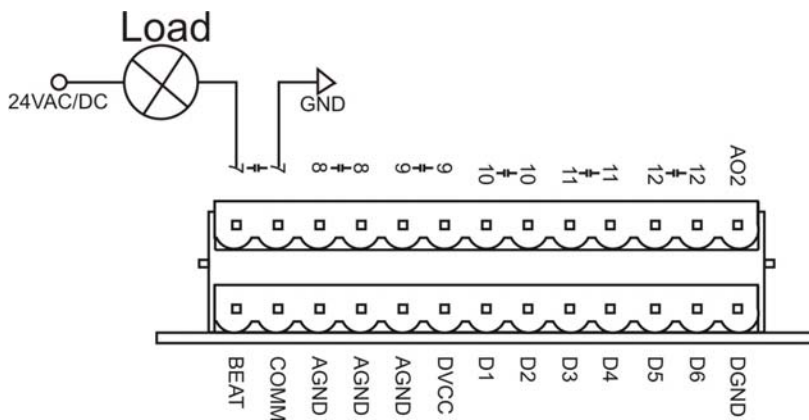 Load
24VAC/DC
GND
7 7 8 8 9 9 10 10 11 11 12 12 AO2
BEAT COMM AGND AGND AGND DVCC D1 D2 D3 D4 D5 D6 DGND